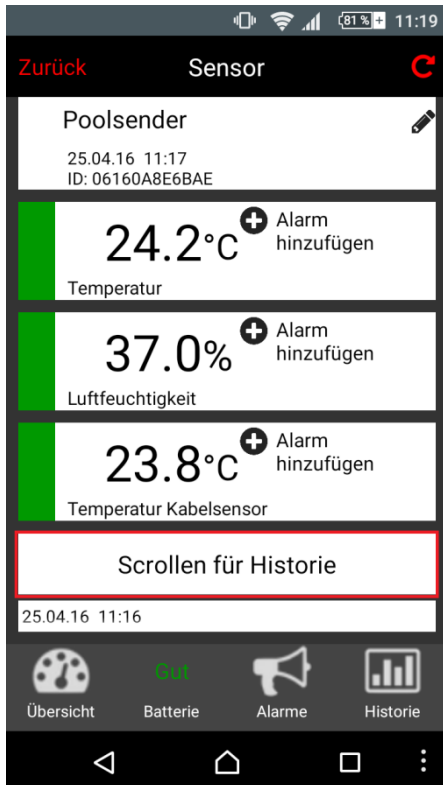 81 % + 11:19
Zurück Sensor
Poolsender
25.04.16 11:17
ID: 06160A8E6BAE
24.2°C
Alarm
hinzufügen
Temperatur
37.0%
Alarm
hinzufügen
Luftfeuchtigkeit
23.8°C
Alarm
hinzufügen
Temperatur Kabelsensor
Scrollen für Historie
25.04.16 11:16
Gut
Übersicht Batterie Alarme Historie